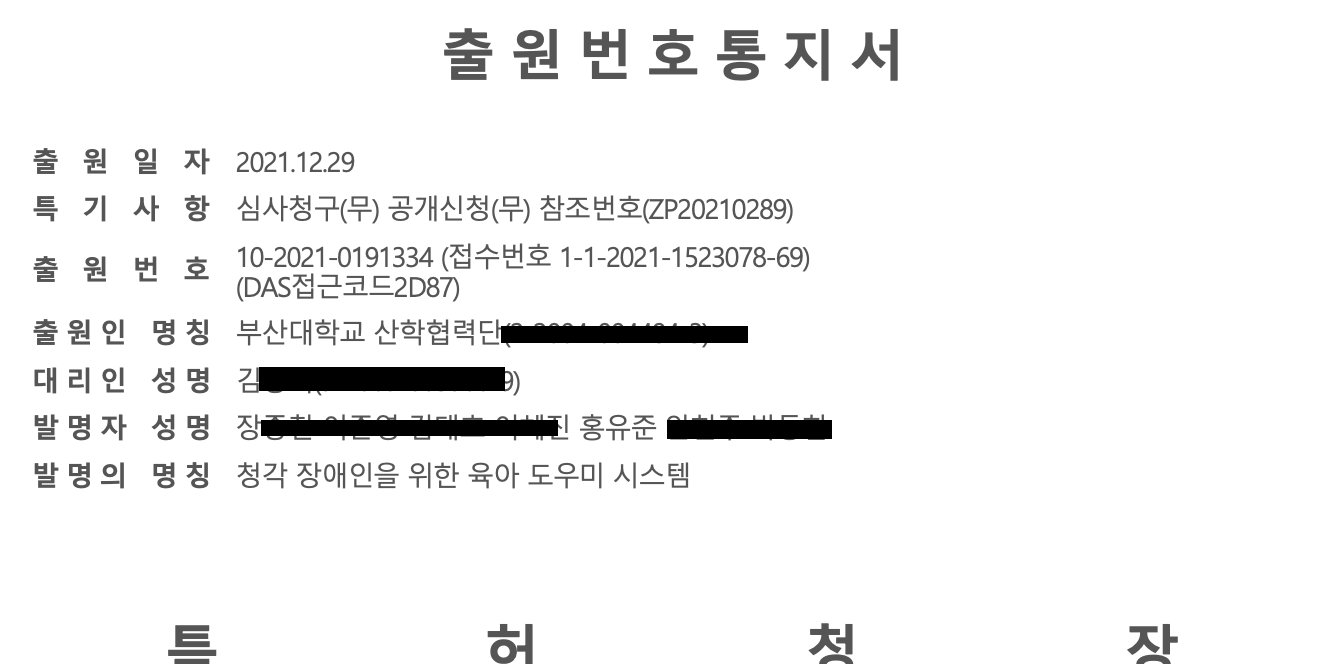 출원번호통지서
출 원 일 자 2021.12.29
특 기 사 항 심사청구(무) 공개신청(무) 참조번호(ZP20210289)
출 원 번 호 10-2021-0191334 (접수번호 1-1-2021-1523078-69)
(DAS접근코드2D87)
출원인 명칭 부산대학교 산학협력단
대리인 성명 김
발명자 성명 장 홍유준
발명의 명칭 청각 장애인을 위한 육아 도우미 시스템
특 허 청 장